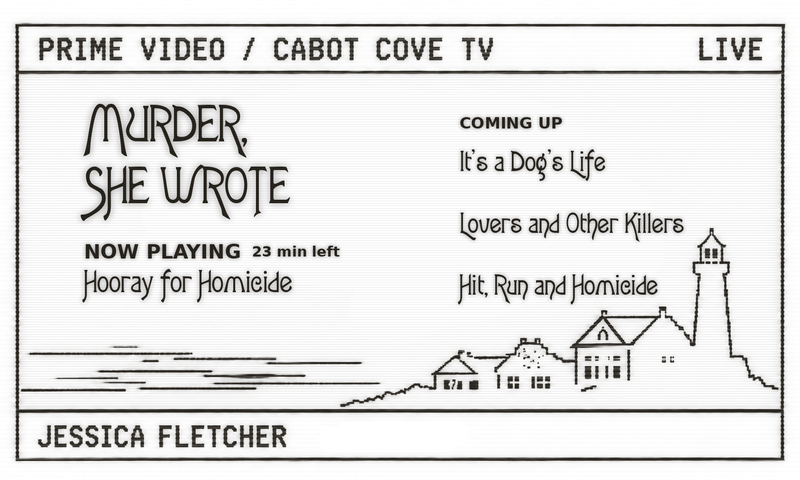 PRIME VIDEO / CABOT COVE TV
LIVE
MURDER,
SHE WROTE
NOW PLAYING 23 min left
Hooray for Homicide
COMING UP
It's a Dog's Life
Lovers and Other Killers
Hit, Run and Homicide
JESSICA FLETCHER